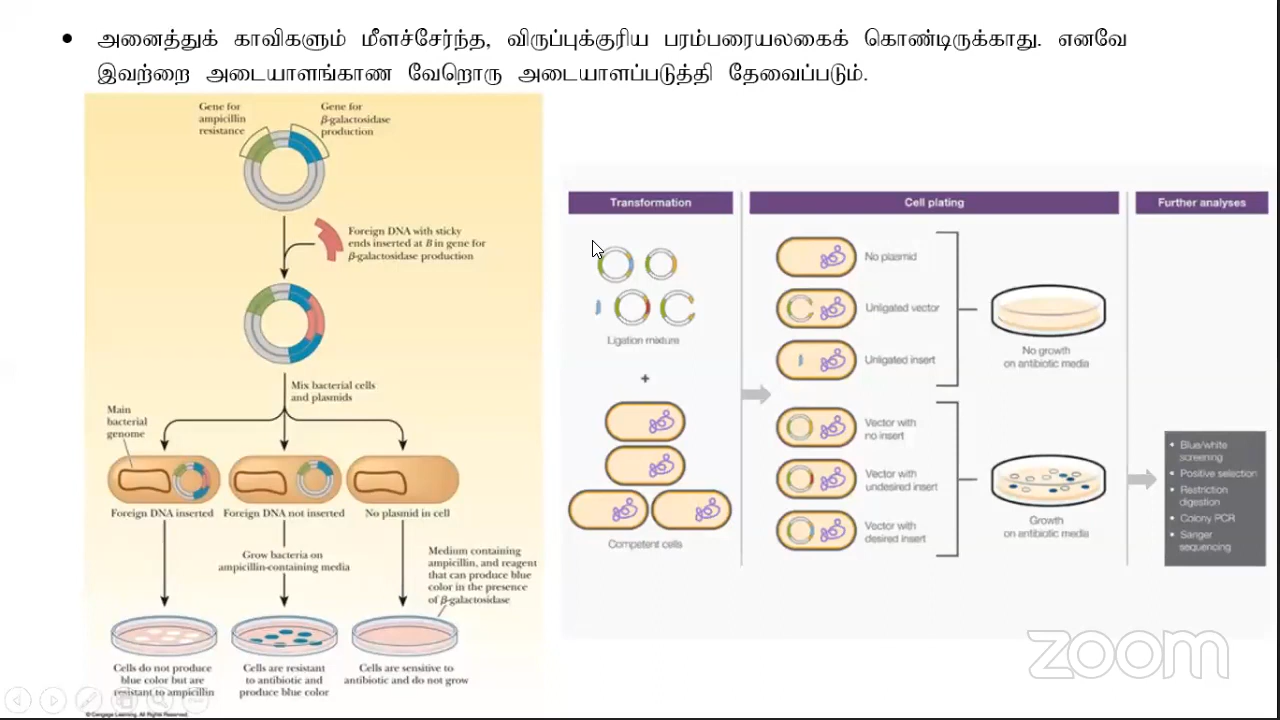 • அனைத்துக் காவிகளும் மீளச்சேர்ந்த, விருப்புக்குரிய பரம்பரையலகைக் கொண்டிருக்காது. எனவே
இவற்றை அடையாளங்காண வேறொரு அடையாளப்படுத்தி தேவைப்படும்.
Gene for
ampicillin
resistance
Gene for
β-galactosidase
production
Foreign DNA with sticky
ends inserted at B in gene for
β-galactosidase production
Mix bacterial cells
and plasmids
Main
bacterial
genome
Foreign DNA inserted
Foreign DNA not inserted
No plasmid in cell
Grow bacteria on
ampicillin-containing media
Medium containing
ampicillin, and reagent
that can produce blue
color in the presence
of β-galactosidase
Cells do not produce
blue color but are
resistant to ampicillin
Cells are resistant
to antibiotic and
produce blue color
Cells are sensitive to
antibiotic and do not grow
© Cengage Learning. All Rights Reserved.
Transformation
Ligation mixture
+
Competent cells
Cell plating
No plasmid
Unligated vector
Unligated insert
No growth
on antibiotic media
Vector with
no insert
Vector with
undesired insert
Vector with
desired insert
Growth
on antibiotic media
Further analyses
• Blue/white
screening
• Positive selection
• Restriction
digestion
• Colony PCR
• Sanger
sequencing
zoom